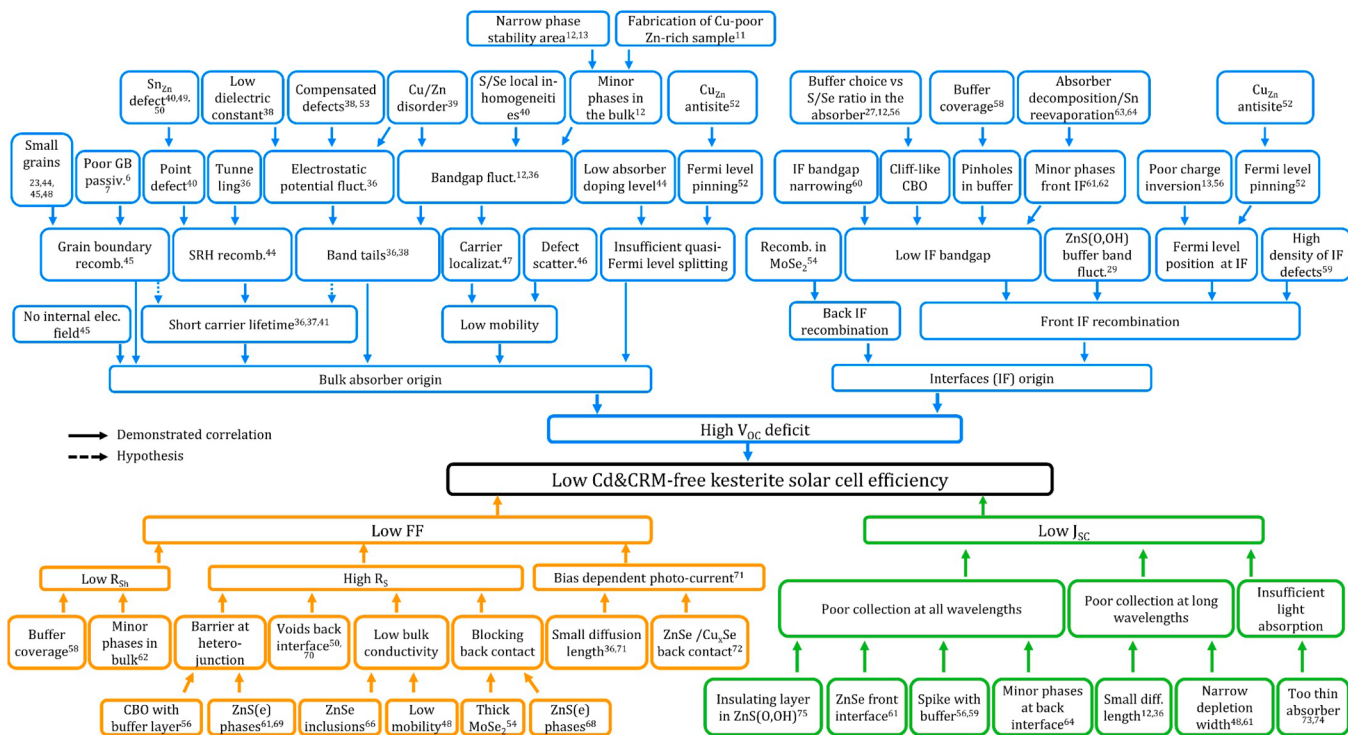 Narrow phase
stability area12,13
Fabrication of Cu-poor
Zn-rich sample11
SnZn
defect40,49,
50
Low
dielectric
constant38
Compensated
defects38, 53
Cu/Zn
disorder39
S/Se local in-
homogeneiti
es40
Minor
phases in
the bulk12
CuZn
antisite52
Buffer choice vs
S/Se ratio in the
absorber27,12,56
Buffer
coverage58
Absorber
decomposition/Sn
reevaporation63,64
CuZn
antisite52
Small
grains
23,44,
45,48
Poor GB
passiv.6
7
Point
defect40
Tunne
ling36
Electrostatic
potential fluct.36
Bandgap fluct.12,36
Low absorber
doping level44
Fermi level
pinning52
IF bandgap
narrowing60
Cliff-like
CBO
Pinholes
in buffer
Minor phases
front IF61,62
Poor charge
inversion13,56
Fermi level
pinning52
Grain boundary
recomb.45
SRH recomb.44
Band tails36,38
Carrier
localizat.47
Defect
scatter.46
Insufficient quasi-
Fermi level splitting
Recomb. in
MoSe254
Low IF bandgap
ZnS(O,OH)
buffer band
fluct.29
Fermi level
position at IF
High
density of IF
defects59
No internal elec.
field45
Short carrier lifetime36,37,41
Low mobility
Back IF
recombination
Front IF recombination
Bulk absorber origin
Interfaces (IF) origin
High VOC deficit
Demonstrated correlation
Hypothesis
Low Cd&CRM-free kesterite solar cell efficiency
Low FF
Low JSC
Low RSh
High RS
Bias dependent photo-current71
Poor collection at all wavelengths
Poor collection at long
wavelengths
Insufficient
light
absorption
Buffer
coverage58
Minor
phases in
bulk62
Barrier at
hetero-
junction
Voids back
interface50,
70
Low bulk
conductivity
Blocking
back contact
Small diffusion
length36,71
ZnSe /CuxSe
back contact72
CBO with
buffer layer56
ZnS(e)
phases61,69
ZnSe
inclusions66
Low
mobility48
Thick
MoSe254
ZnS(e)
phases68
Insulating layer
in ZnS(O,OH)75
ZnSe front
interface61
Spike with
buffer56,59
Minor phases
at back
interface64
Small diff.
length12,36
Narrow
depletion
width48,61
Too thin
absorber
73,74